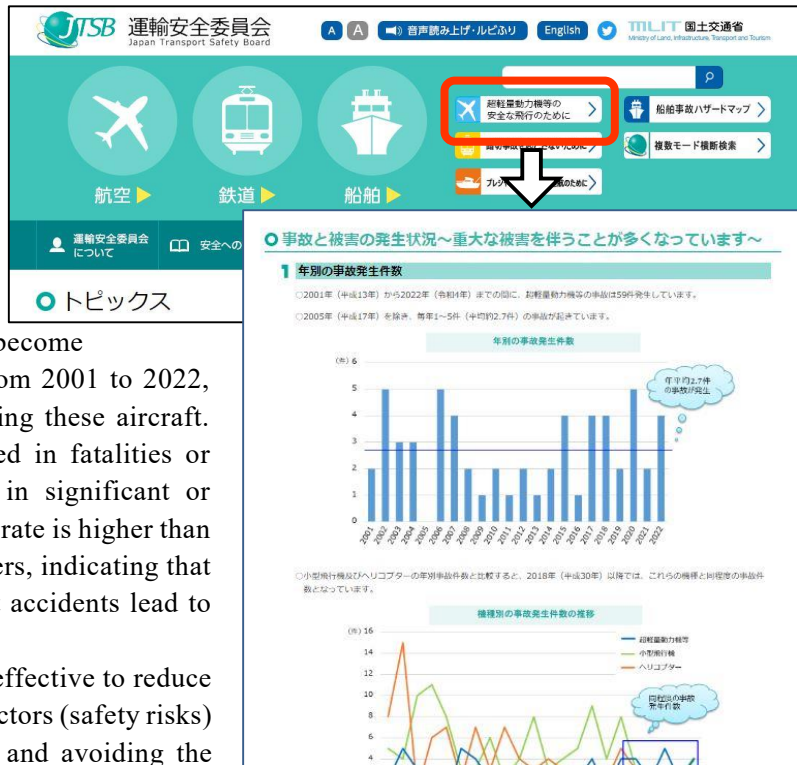 JTSB 運輸安全委員会
Japan Transport Safety Board
A A 音声読み上げ・ルビふり English
MLIT 国土交通省
Ministry of Land, Infrastructure, Transport and Tourism
超軽量動力機等の
安全な飛行のために
船舶事故ハザードマップ
複数モード横断検索
航空
鉄道
船舶
運輸安全委員会
について
安全への
トピックス
事故と被害の発生状況~重大な被害を伴うことが多くなっています~
1 年別の事故発生件数
○2001年（平成13年）から2022年（令和4年）までの間に、超軽量動力機等の事故は59件発生しています。
○2005年（平成17年）を除き、毎年1~5件（平均約2.7件）の事故が起きています。
年別の事故発生件数
(件) 6
5
4
3
2
1
0
年平均2.7件
の事故が発生
2001 2002 2003 2004 2005 2006 2007 2008 2009 2010 2011 2012 2013 2014 2015 2016 2017 2018 2019 2020 2021 2022
○小型飛行機及びヘリコプターの年別事故件数と比較すると、2018年（平成30年）以降では、これらの機種と同程度の事故件
数となっています。
機種別の事故発生件数の推移
(件) 16
14
12
10
8
6
4
超軽量動力機等
小型飛行機
ヘリコプター
同程度の事故
発生件数
become
om 2001 to 2022,
ing these aircraft.
ed in fatalities or
in significant or
rate is higher than
ers, indicating that
accidents lead to
effective to reduce
ctors (safety risks)
and avoiding the